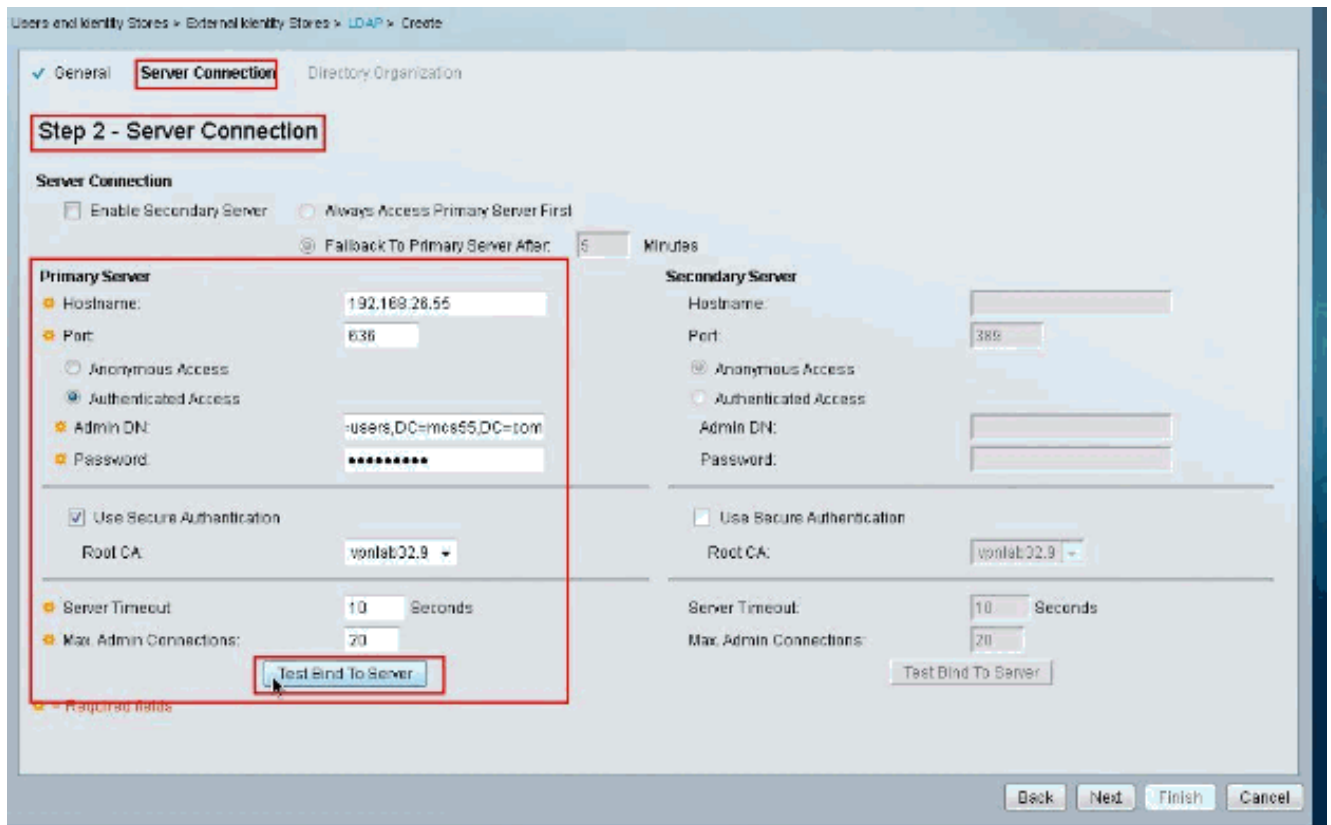 Users and Identity Stores > External Identity Stores > LDAP > Create
✓ General Server Connection Directory Organization
Step 2 - Server Connection
Server Connection
Enable Secondary Server Always Access Primary Server First
Fallback To Primary Server After: 5 Minutes
Primary Server Secondary Server
Hostname: 192.168.26.55 Hostname:
Port: 636 Port: 389
Anonymous Access Anonymous Access
Authenticated Access Authenticated Access
Admin DN: -users,DC=mcs55,DC=com Admin DN:
Password: ••••••••• Password:
Use Secure Authentication Use Secure Authentication
Root CA: vpnlab32.9 Root CA: vpnlab32.9
Server Timeout: 10 Seconds Server Timeout: 10 Seconds
Max. Admin Connections: 20 Max. Admin Connections: 20
Test Bind To Server Test Bind To Server
= Required fields
Back Next Finish Cancel